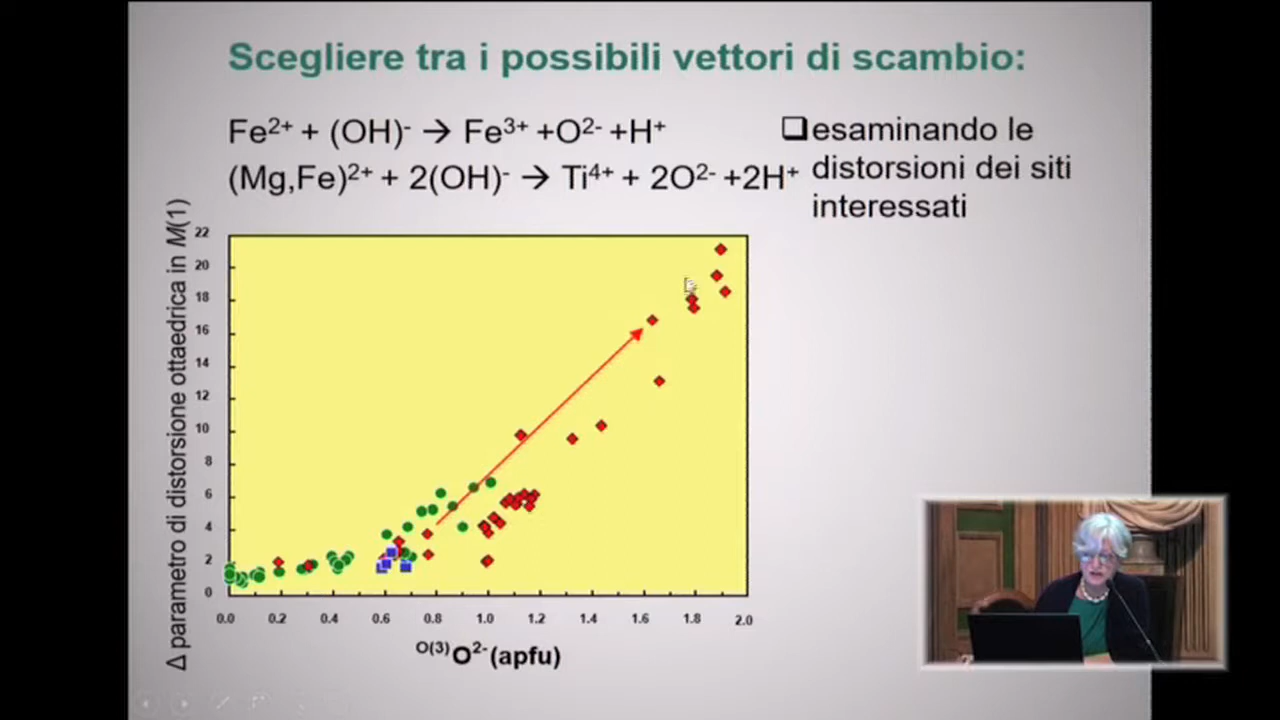 Scegliere tra i possibili vettori di scambio:
Fe²⁺ + (OH)⁻ → Fe³⁺ +O²⁻ +H⁺
(Mg,Fe)²⁺ + 2(OH)⁻ → Ti⁴⁺ + 2O²⁻ +2H⁺
❑esaminando le
distorsioni dei siti
interessati
Δ parametro di distorsione ottaedrica in M(1)
22
20
18
16
14
12
10
8
6
4
2
0
0.0 0.2 0.4 0.6 0.8 1.0 1.2 1.4 1.6 1.8 2.0
O(3)O²⁻ (apfu)